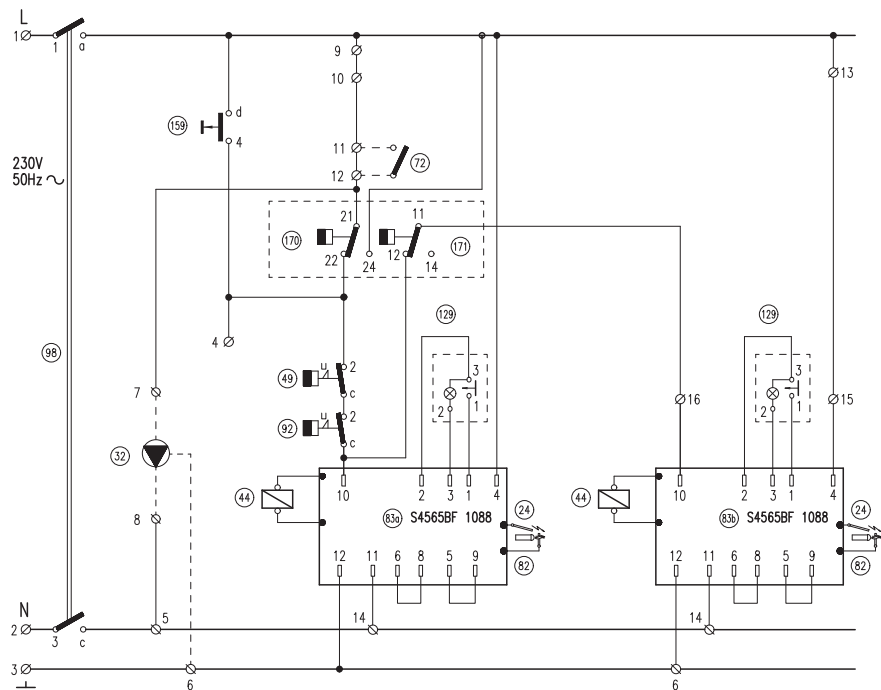 L
1 1 a
9
10
13
d
159
4
11
72
12
230V
50Hz
21 11
170 171
22 24 12 14
4
129 129
98
u 2
49
c
3 3
7
2 1
16
2 1
15
u 2
92
c
32
44
10 2 3 1 4
24
83a S4565BF 1088
82
12 11 6 8 5 9
44
10 2 3 1 4
24
83b S4565BF 1088
82
12 11 6 8 5 9
8
N
5 14 14
2 3 c
3
6 6